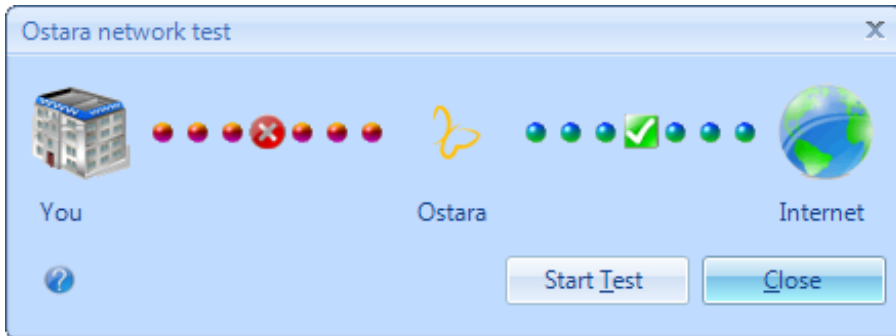 Ostara network test
You
Ostara
Internet
Start Test
Close